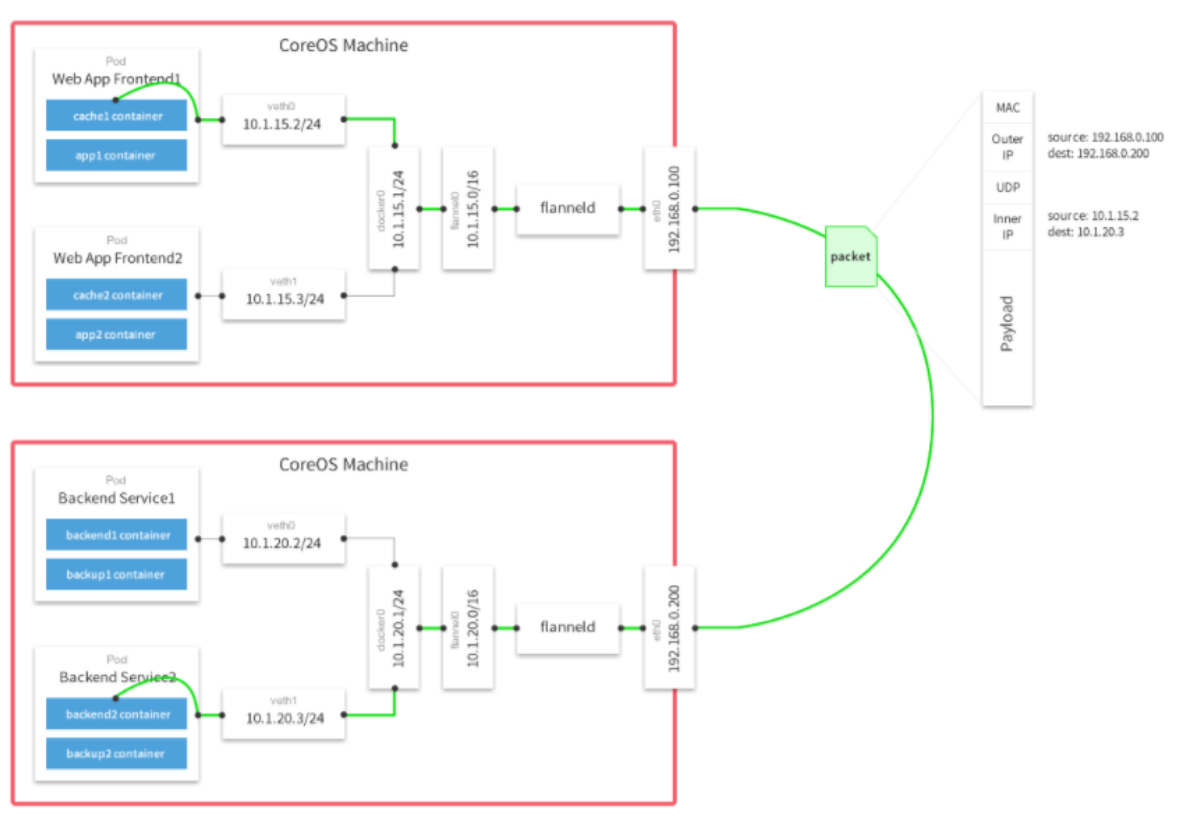 CoreOS Machine
Pod
Web App Frontend1
cache1 container
app1 container
veth0
10.1.15.2/24
Pod
Web App Frontend2
cache2 container
app2 container
veth1
10.1.15.3/24
docker0
10.1.15.1/24
flannel0
10.1.15.0/16
flanneld
eth0
192.168.0.100
packet
MAC
Outer
IP
source: 192.168.0.100
dest: 192.168.0.200
UDP
Inner
IP
source: 10.1.15.2
dest: 10.1.20.3
Payload
CoreOS Machine
Pod
Backend Service1
backend1 container
backup1 container
veth0
10.1.20.2/24
Pod
Backend Service2
backend2 container
backup2 container
veth1
10.1.20.3/24
docker0
10.1.20.1/24
flannel0
10.1.20.0/16
flanneld
eth0
192.168.0.200